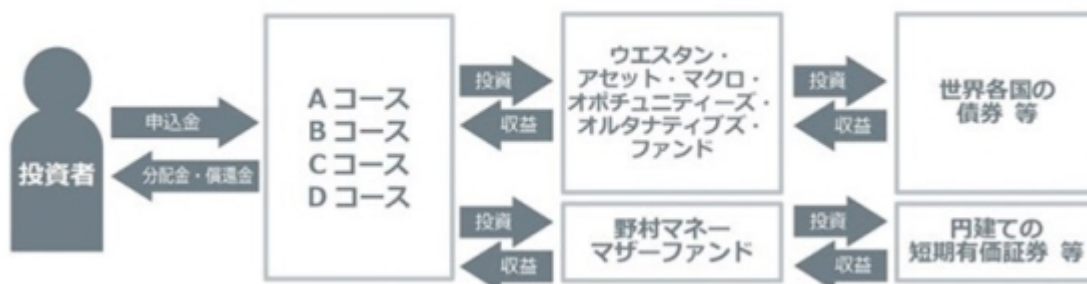 投資者
申込金
分配金・償還金
A コース
B コース
C コース
D コース
投資
収益
ウエスタン・
アセット・マクロ・
オポチュニティーズ・
オルタナティブズ・
ファンド
投資
収益
世界各国の
債券 等
投資
収益
野村マネー
マザーファンド
投資
収益
円建ての
短期有価証券 等